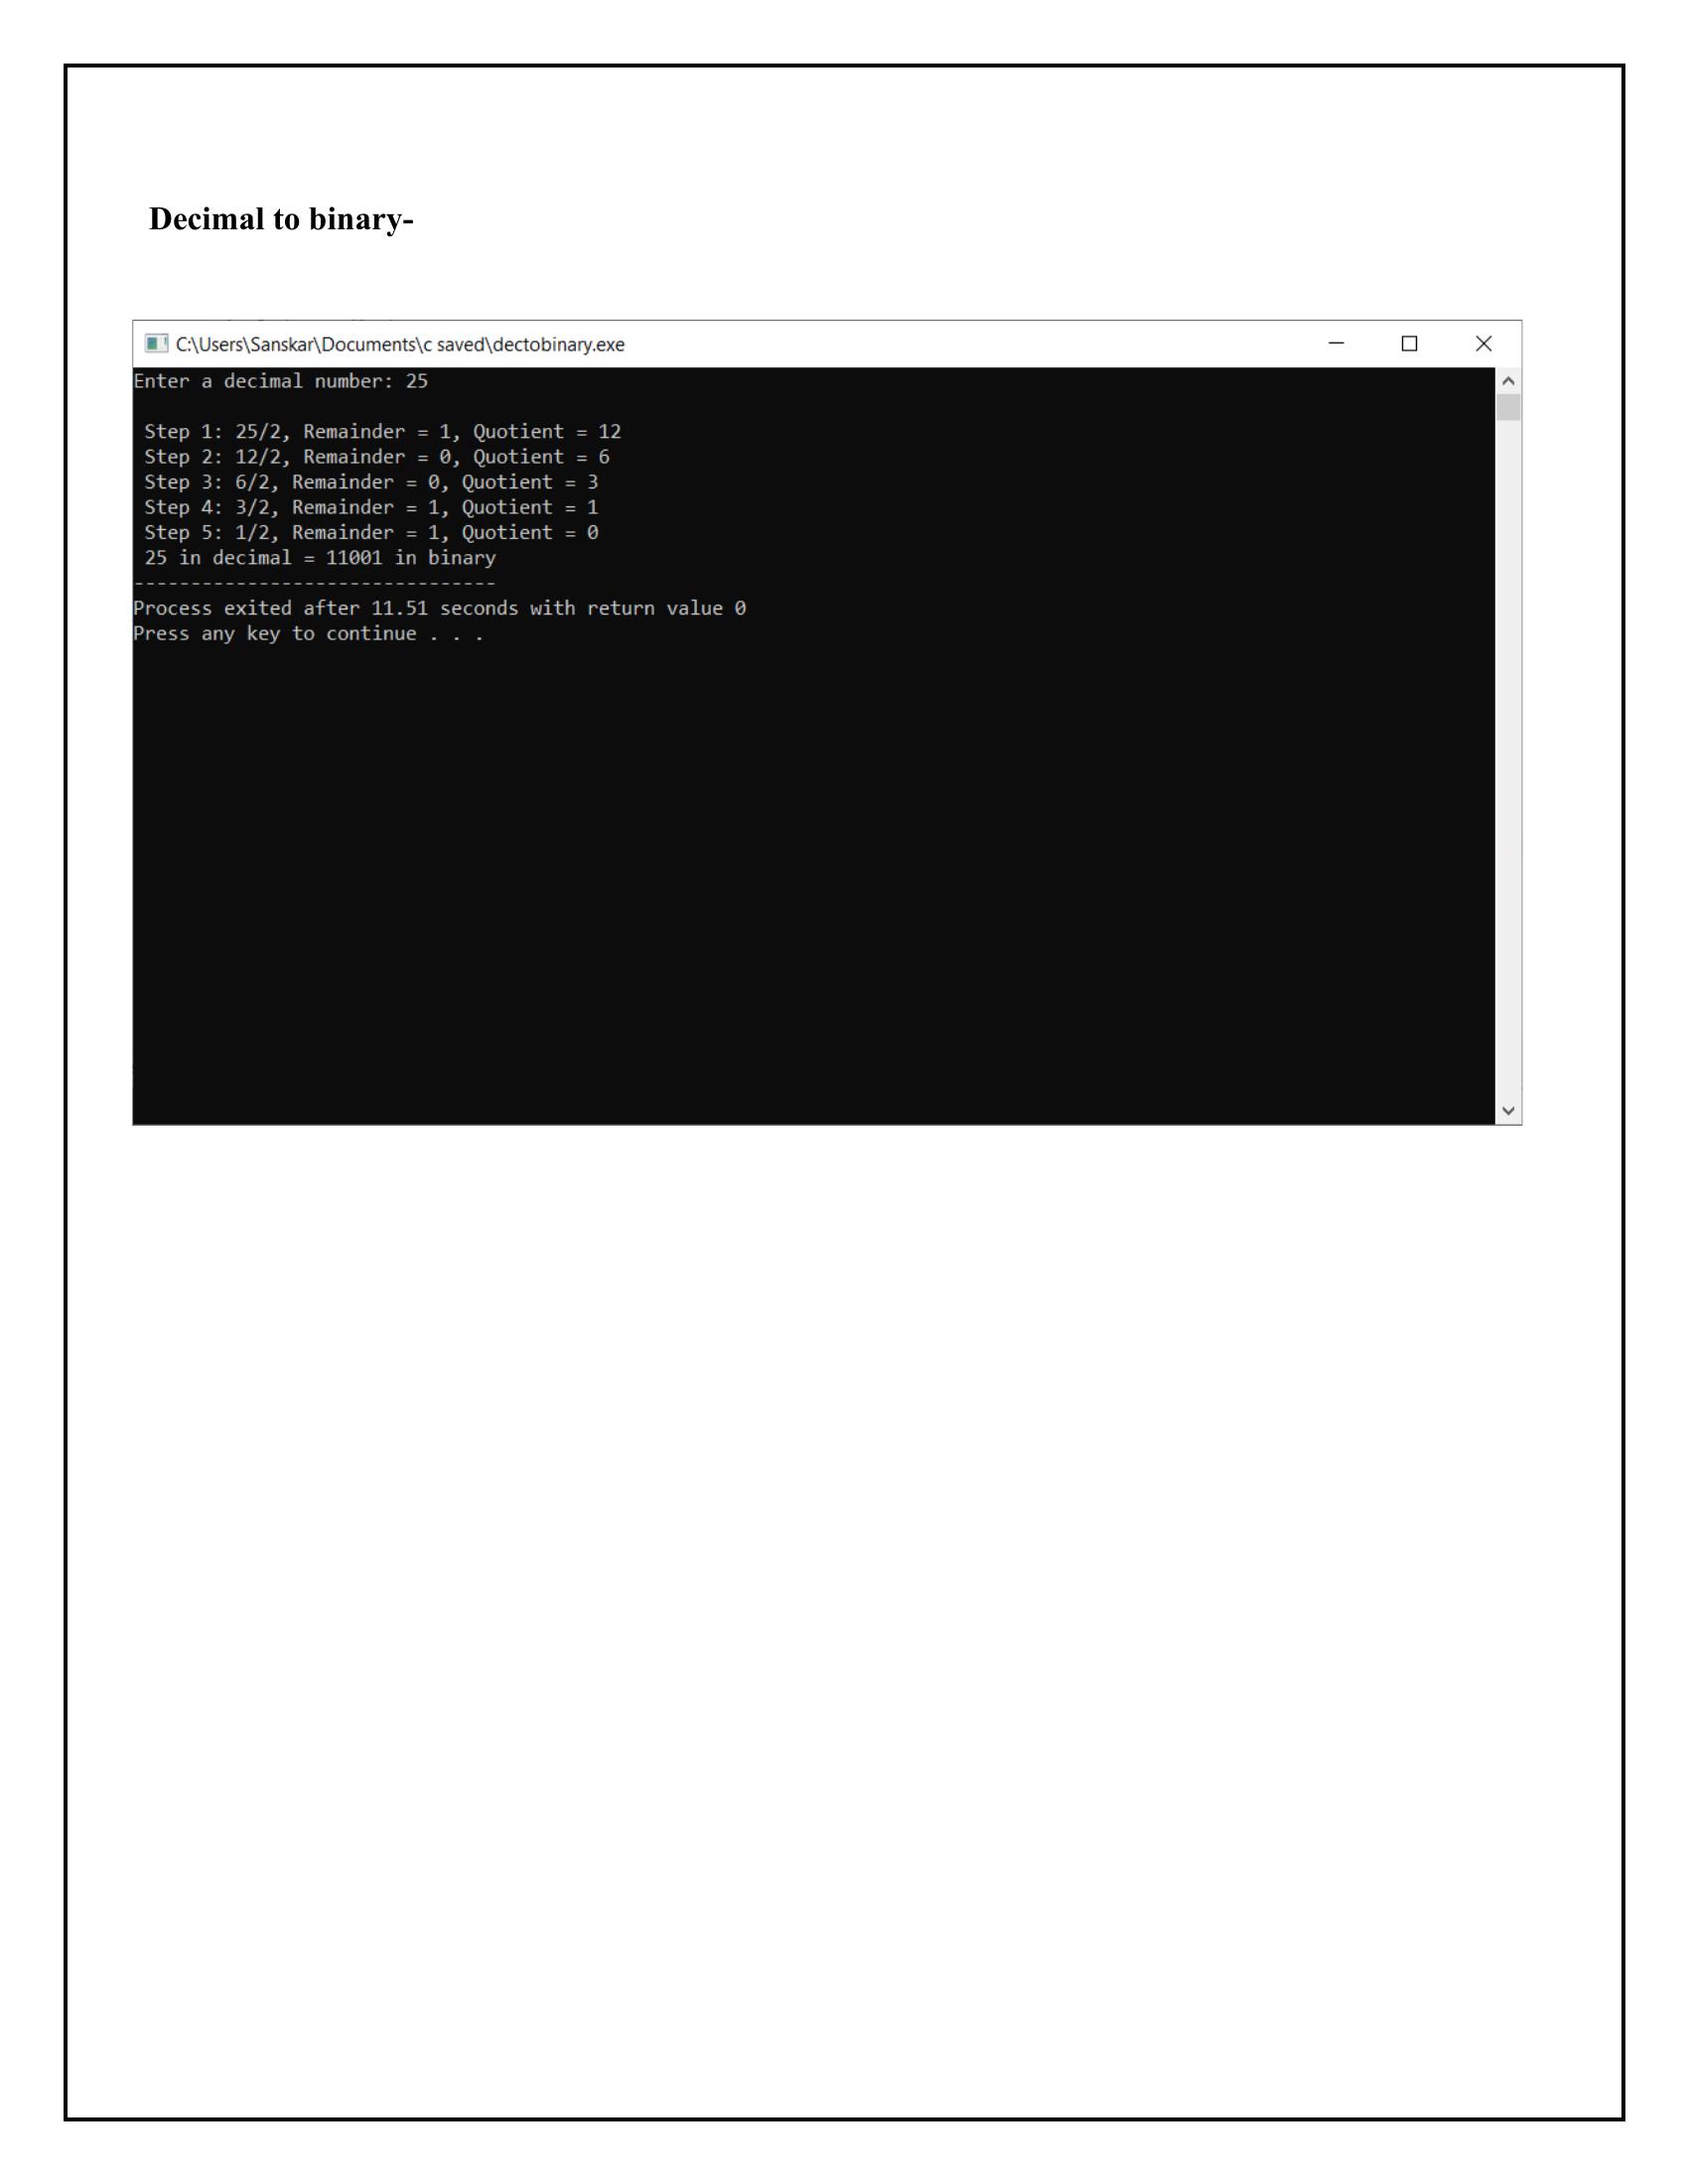 Decimal to binary-
C:\Users\Sanskar\Documents\c saved\dectobinary.exe
Enter a decimal number: 25
Step 1: 25/2, Remainder = 1, Quotient = 12
Step 2: 12/2, Remainder = 0, Quotient = 6
Step 3: 6/2, Remainder = 0, Quotient = 3
Step 4: 3/2, Remainder = 1, Quotient = 1
Step 5: 1/2, Remainder = 1, Quotient = 0
25 in decimal = 11001 in binary
--------------------------------
Process exited after 11.51 seconds with return value 0
Press any key to continue . . .